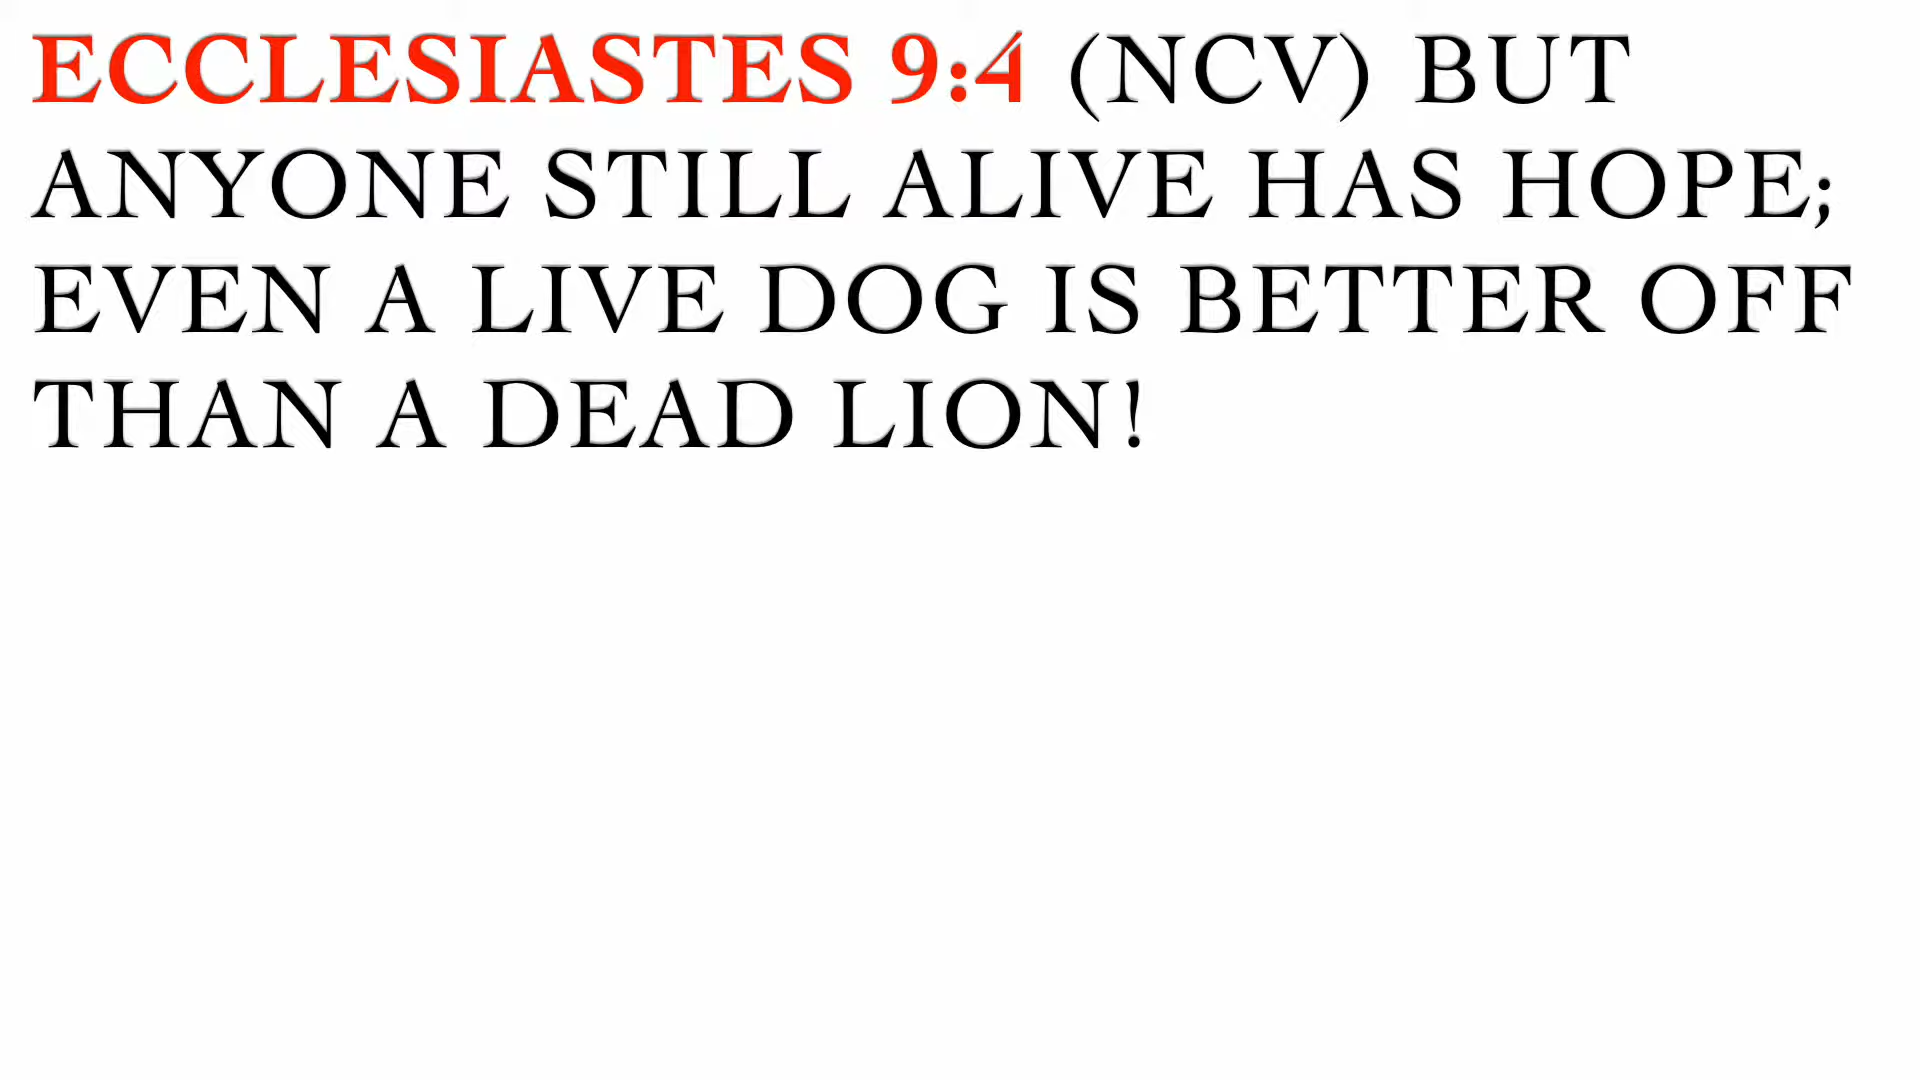 ECCLESIASTES 9:4 (NCV) BUT
ANYONE STILL ALIVE HAS HOPE;
EVEN A LIVE DOG IS BETTER OFF
THAN A DEAD LION!